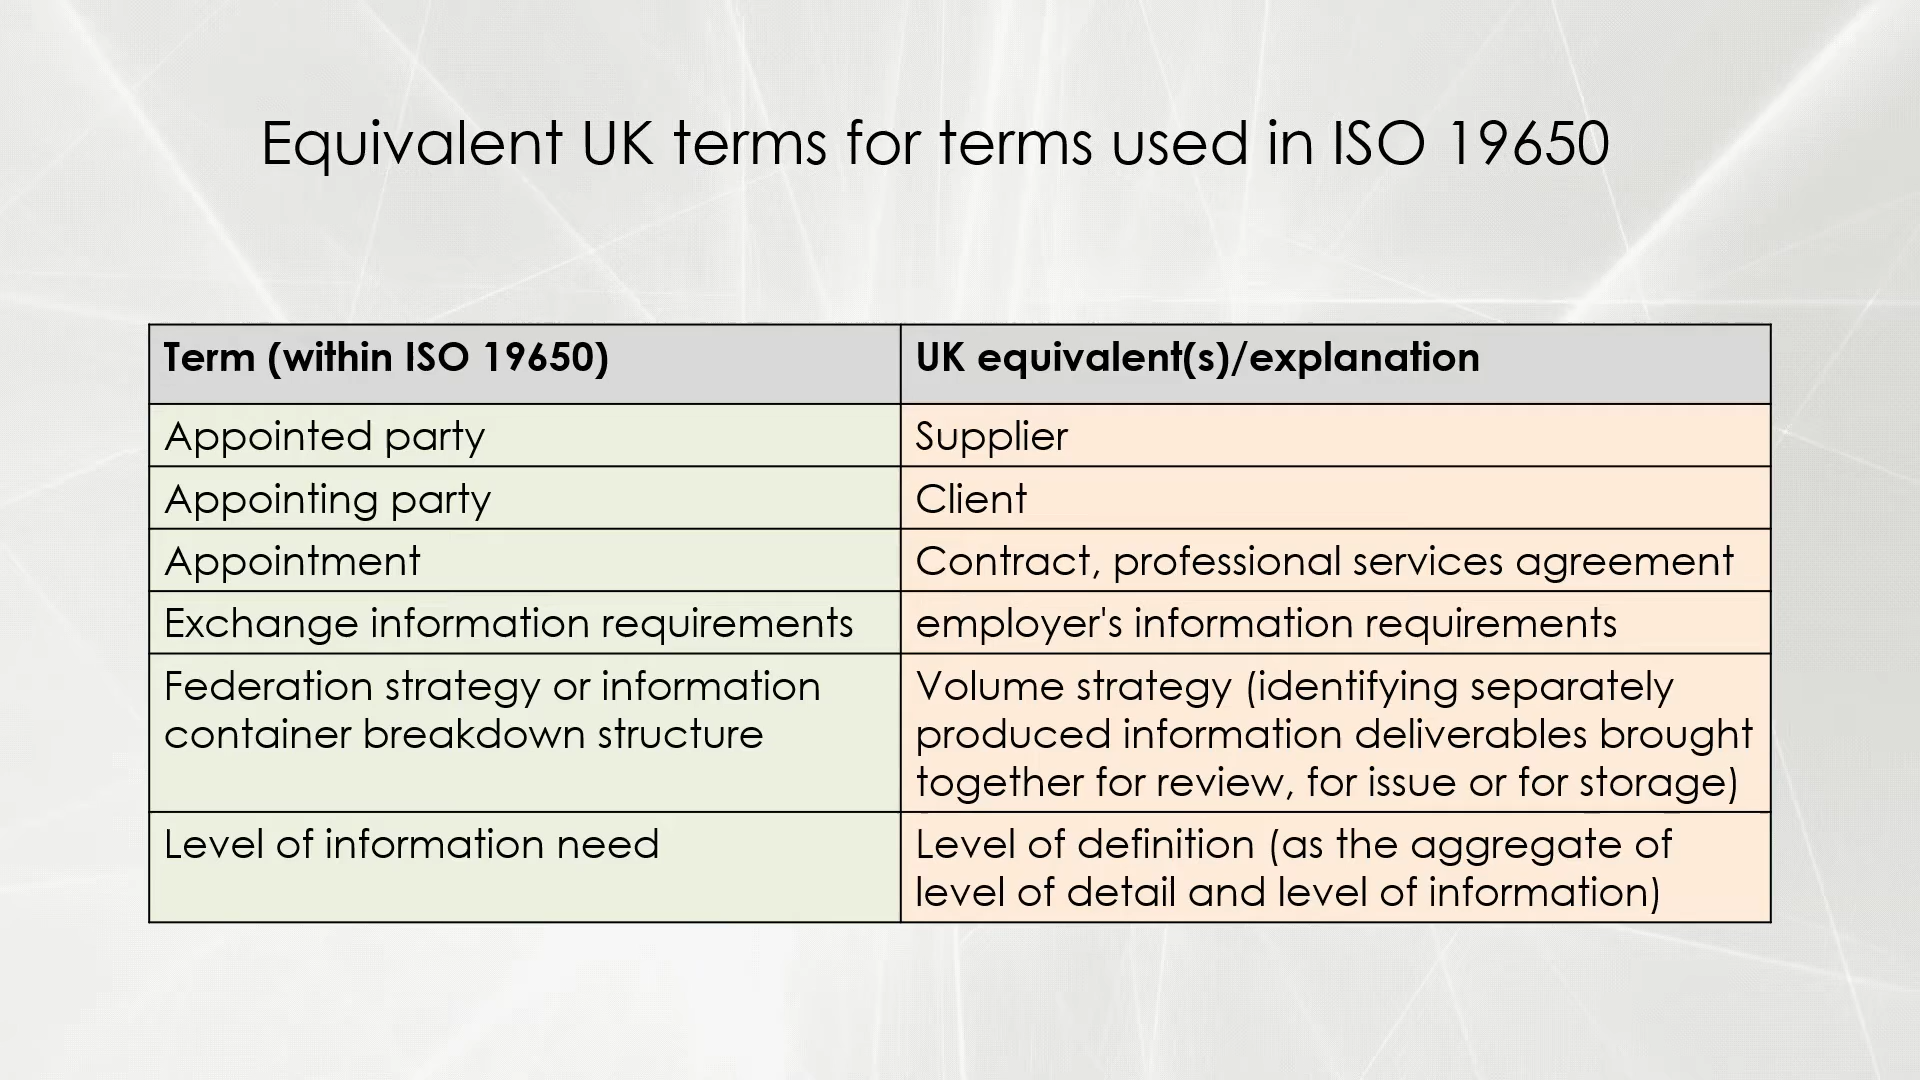 Equivalent UK terms for terms used in ISO 19650
Term (within ISO 19650)
UK equivalent(s)/explanation
Appointed party
Supplier
Appointing party
Client
Appointment
Contract, professional services agreement
Exchange information requirements
employer's information requirements
Federation strategy or information
container breakdown structure
Volume strategy (identifying separately
produced information deliverables brought
together for review, for issue or for storage)
Level of information need
Level of definition (as the aggregate of
level of detail and level of information)